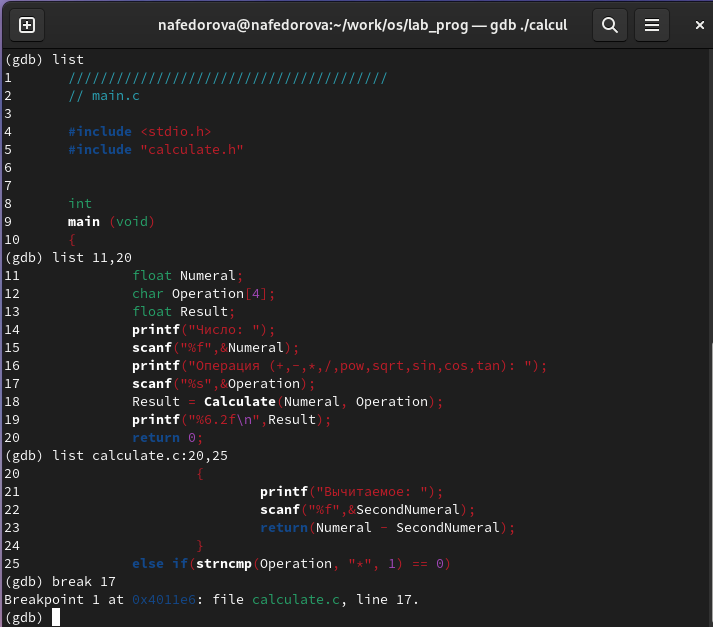 nafedorova@nafedorova:~/work/os/lab_prog — gdb ./calcul
(gdb) list
1       ////////////////////////////////////////
2       // main.c
3
4       #include <stdio.h>
5       #include "calculate.h"
6
7
8       int
9       main (void)
10      {
(gdb) list 11,20
11              float Numeral;
12              char Operation[4];
13              float Result;
14              printf("Число: ");
15              scanf("%f",&Numeral);
16              printf("Операция (+,-,*,/,pow,sqrt,sin,cos,tan): ");
17              scanf("%s",&Operation);
18              Result = Calculate(Numeral, Operation);
19              printf("%6.2f\n",Result);
20              return 0;
(gdb) list calculate.c:20,25
20                      {
21                              printf("Вычитаемое: ");
22                              scanf("%f",&SecondNumeral);
23                              return(Numeral - SecondNumeral);
24                      }
25              else if(strncmp(Operation, "*", 1) == 0)
(gdb) break 17
Breakpoint 1 at 0x4011e6: file calculate.c, line 17.
(gdb)